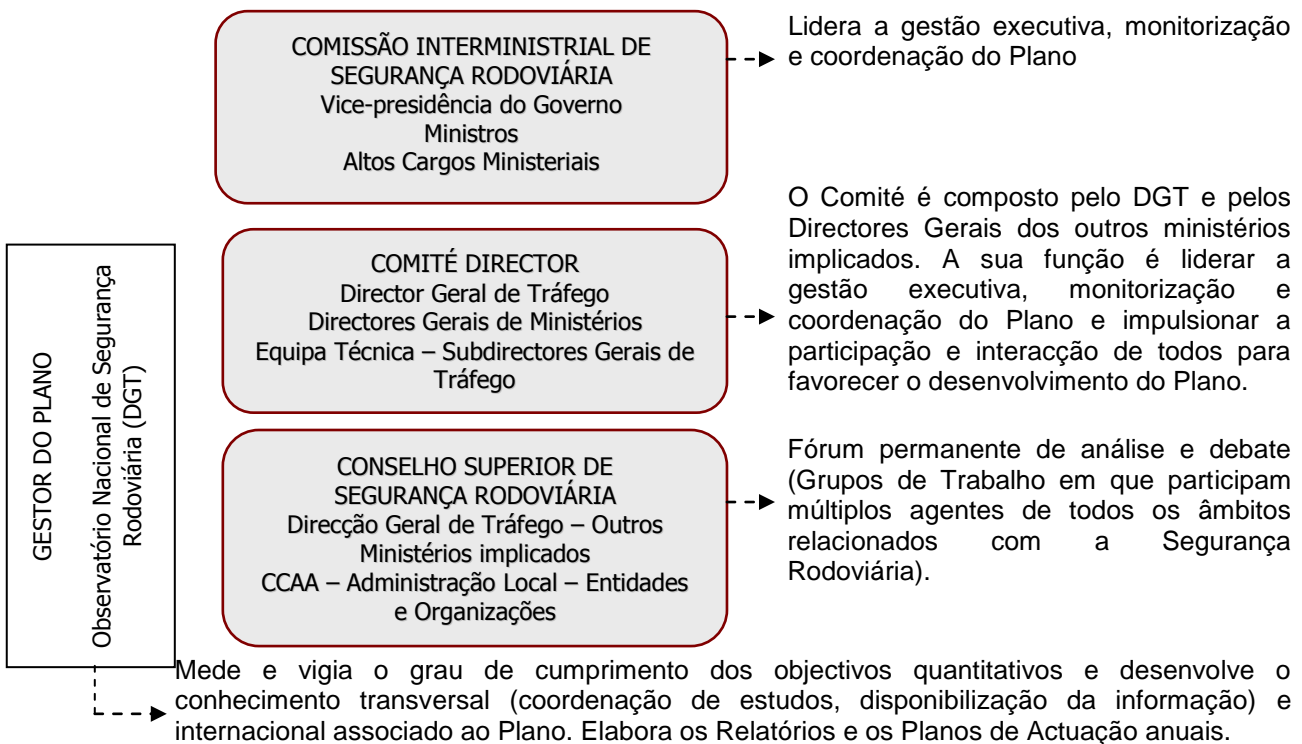 COMISSÃO INTERMINISTRIAL DE
SEGURANÇA RODOVIÁRIA
Vice-presidência do Governo
Ministros
Altos Cargos Ministeriais
Lidera a gestão executiva, monitorização
e coordenação do Plano
GESTOR DO PLANO
Observatório Nacional de Segurança
Rodoviária (DGT)
COMITÉ DIRECTOR
Director Geral de Tráfego
Directores Gerais de Ministérios
Equipa Técnica – Subdirectores Gerais de
Tráfego
O Comité é composto pelo DGT e pelos
Directores Gerais dos outros ministérios
implicados. A sua função é liderar a
gestão executiva, monitorização e
coordenação do Plano e impulsionar a
participação e interacção de todos para
favorecer o desenvolvimento do Plano.
CONSELHO SUPERIOR DE
SEGURANÇA RODOVIÁRIA
Direcção Geral de Tráfego – Outros
Ministérios implicados
CCAA – Administração Local – Entidades
e Organizações
Fórum permanente de análise e debate
(Grupos de Trabalho em que participam
múltiplos agentes de todos os âmbitos
relacionados com a Segurança
Rodoviária).
Mede e vigia o grau de cumprimento dos objectivos quantitativos e desenvolve o
conhecimento transversal (coordenação de estudos, disponibilização da informação) e
internacional associado ao Plano. Elabora os Relatórios e os Planos de Actuação anuais.